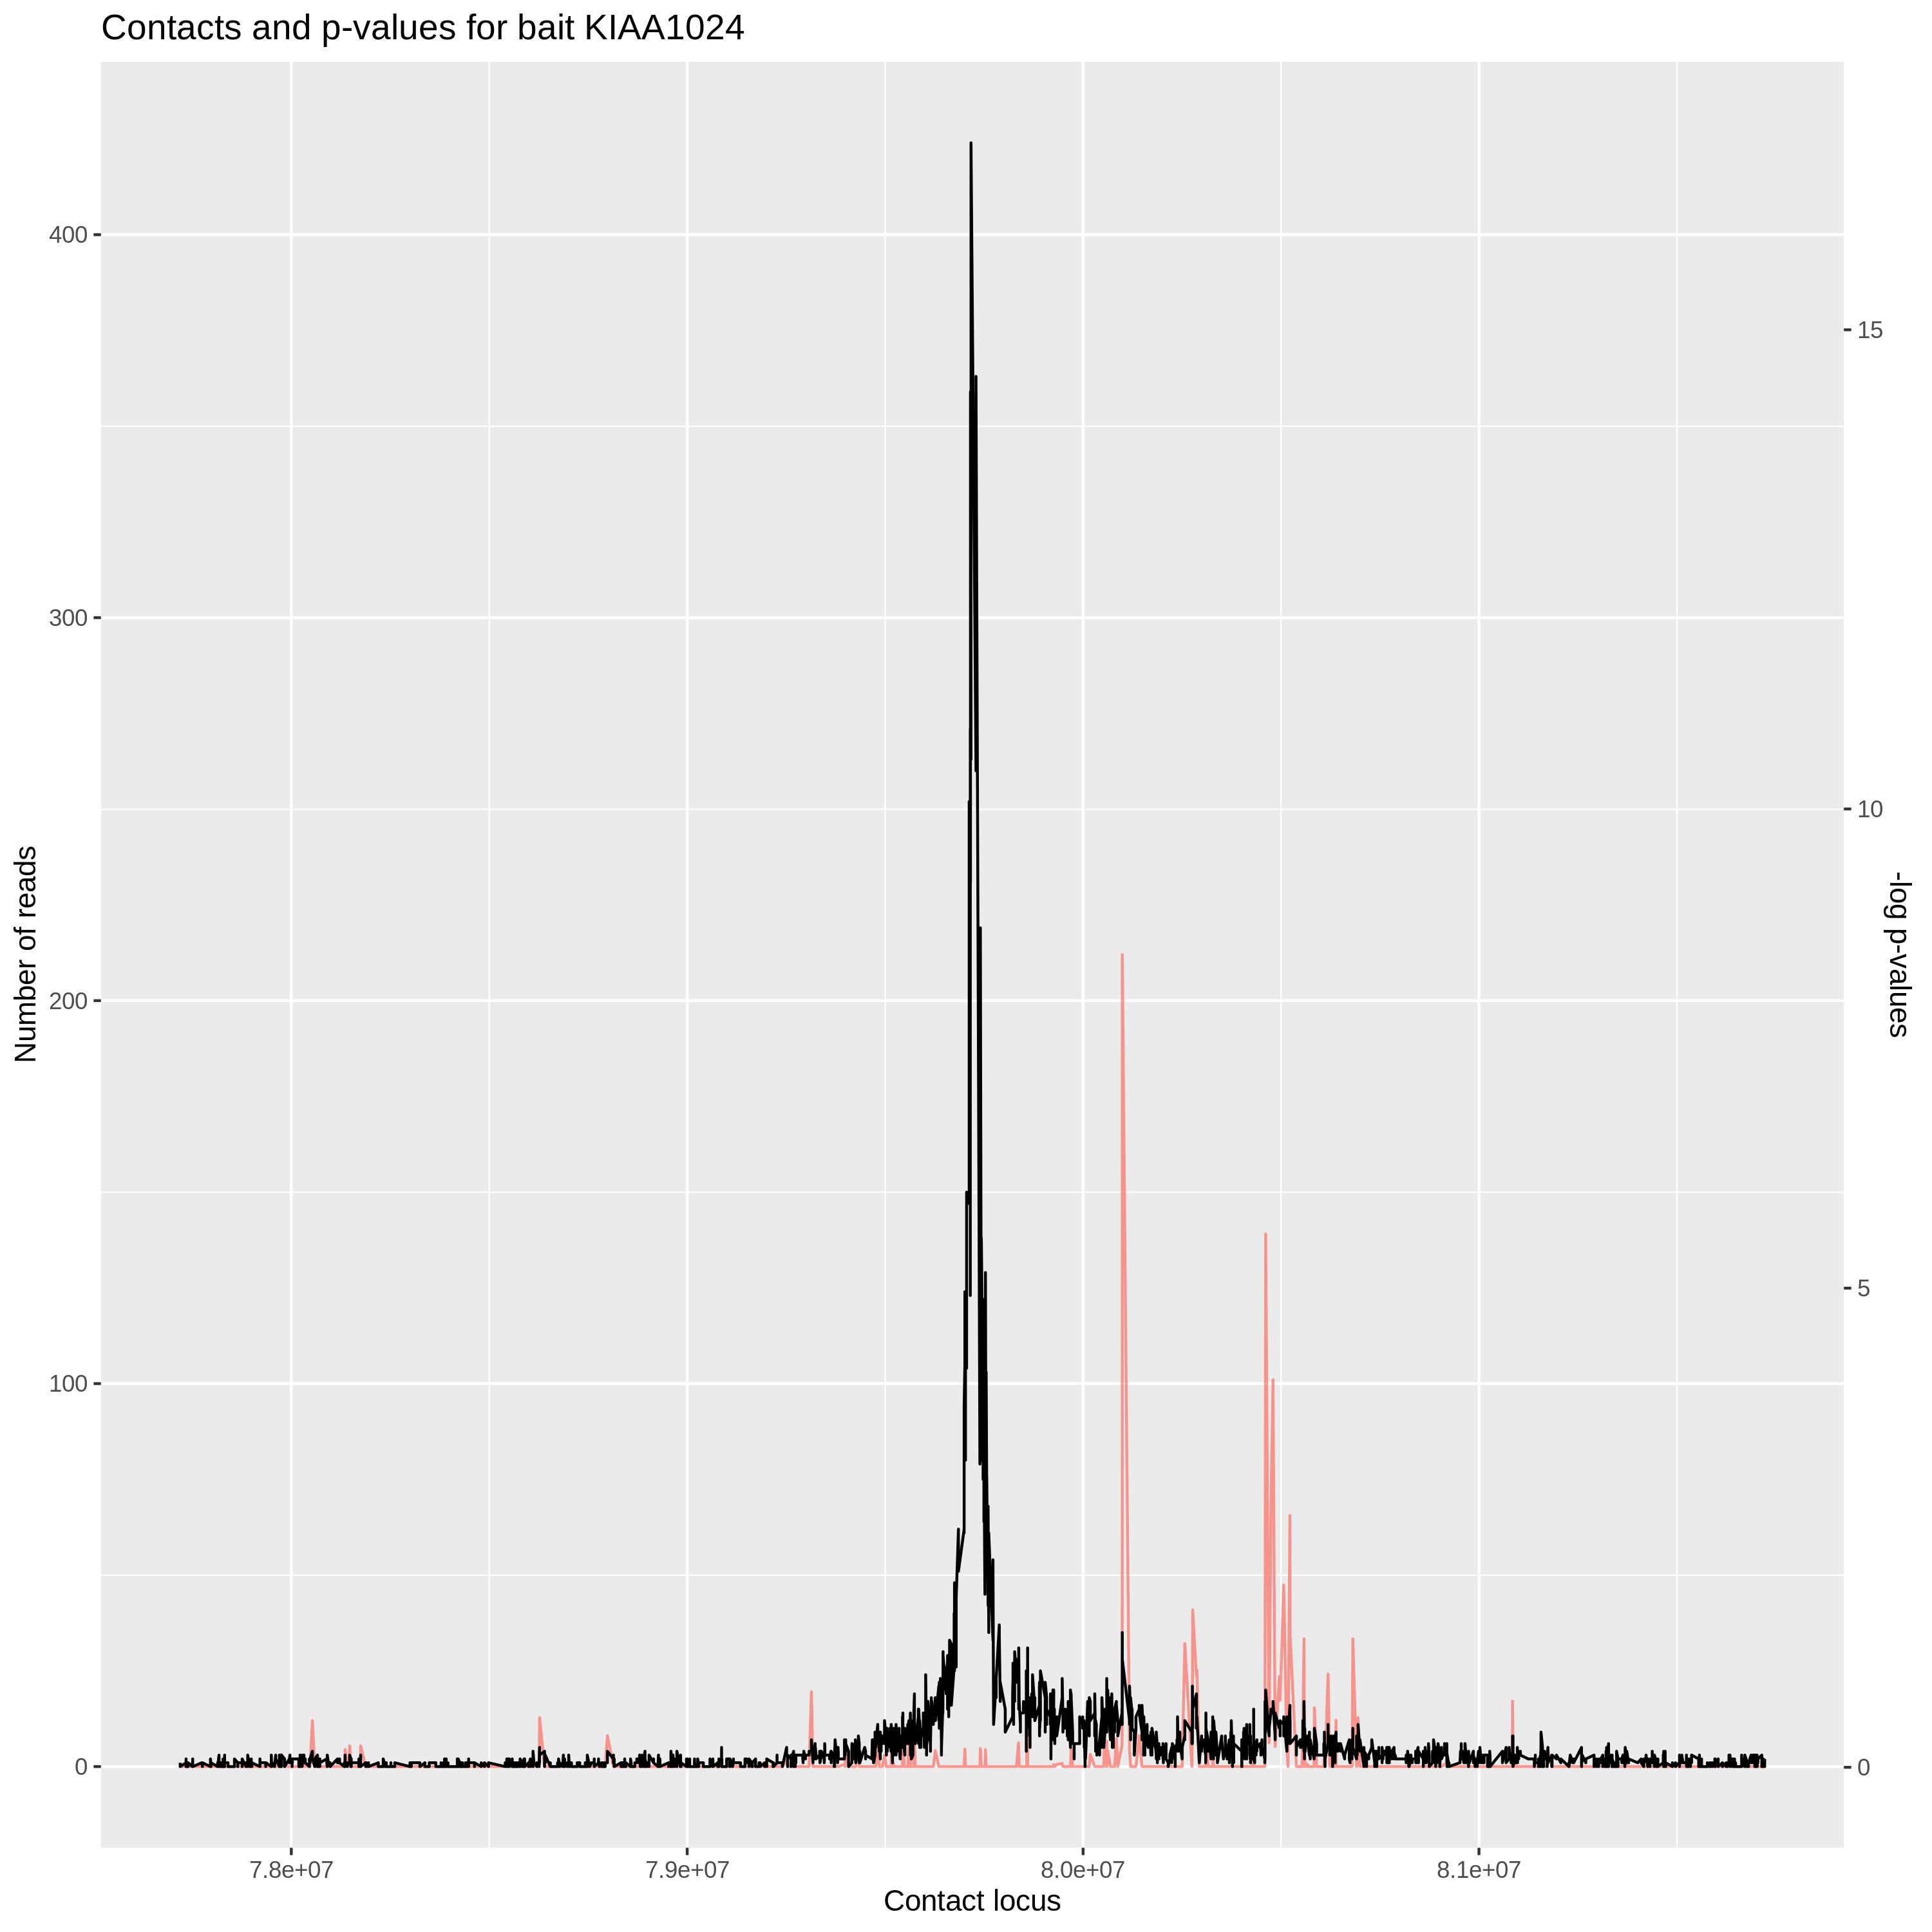 Contacts and p-values for bait KIAA1024
400
300
200
100
0
Number of reads
15
10
5
0
-log p-values
7.8e+07 7.9e+07 8.0e+07 8.1e+07
Contact locus